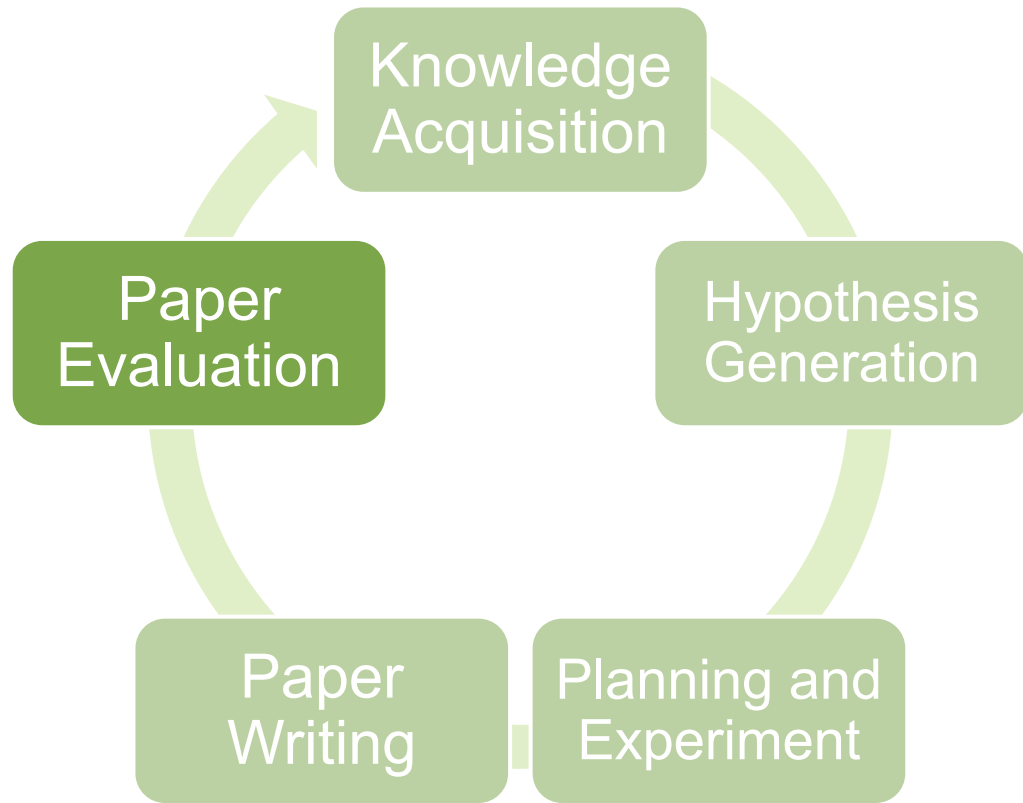 Knowledge
Acquisition
Hypothesis
Generation
Planning and
Experiment
Paper
Writing
Paper
Evaluation